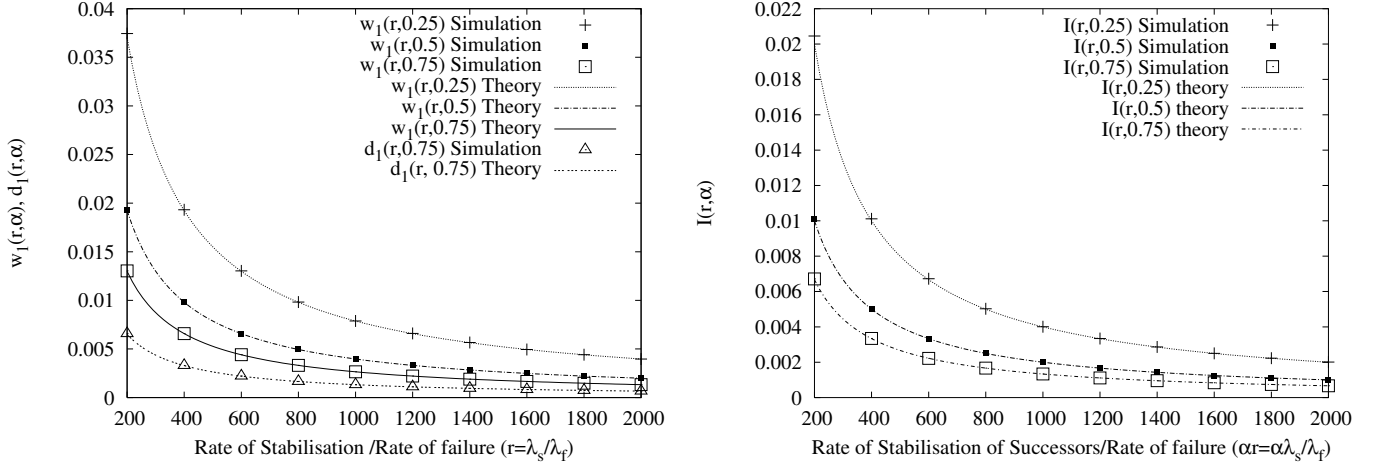 0.04
0.035
0.03
0.025
0.02
0.015
0.01
0.005
0
200 400 600 800 1000 1200 1400 1600 1800 2000
w1(r,α), d1(r,α)
Rate of Stabilisation /Rate of failure (r=λs/λf)
w1(r,0.25) Simulation
w1(r,0.5) Simulation
w1(r,0.75) Simulation
w1(r,0.25) Theory
w1(r,0.5) Theory
w1(r,0.75) Theory
d1(r,0.75) Simulation
d1(r, 0.75) Theory
0.022
0.02
0.018
0.016
0.014
0.012
0.01
0.008
0.006
0.004
0.002
0
200 400 600 800 1000 1200 1400 1600 1800 2000
I(r,α)
Rate of Stabilisation of Successors/Rate of failure (αr=αλs/λf)
I(r,0.25) Simulation
I(r,0.5) Simulation
I(r,0.75) Simulation
I(r,0.25) theory
I(r,0.5) theory
I(r,0.75) theory